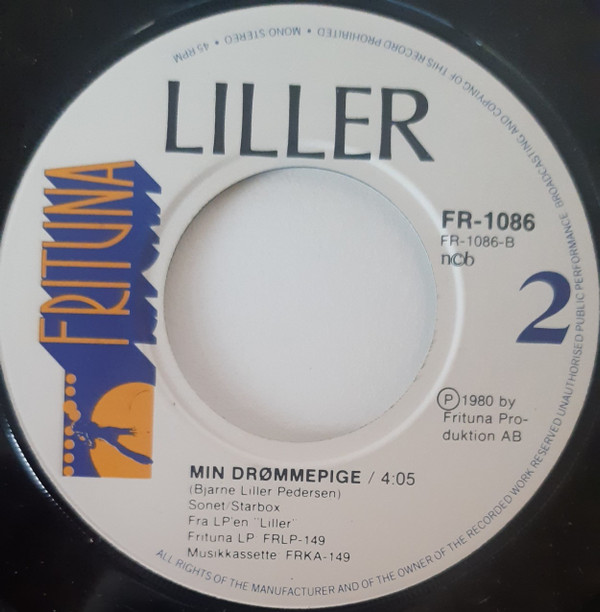 LILLER
FRITUNA
FR-1086
FR-1086-B
ncb
2
Ⓟ 1980 by
Frituna Pro-
duktion AB
MIN DRØMMEPIGE / 4:05
(Bjarne Liller Pedersen)
Sonet/Starbox
Fra LP'en "Liller"
Frituna LP FRLP-149
Musikkassette FRKA-149
ALL RIGHTS OF THE MANUFACTURER AND OF THE OWNER OF THE RECORDED WORK RESERVED UNAUTHORISED PUBLIC PERFORMANCE BROADCASTING AND COPYING OF THIS RECORD PROHIBITED • MONO STEREO • 45 RPM